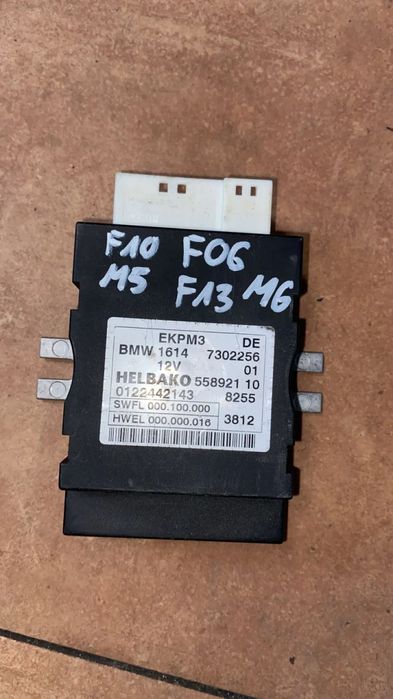 F10 F06
M5 F13 M6
EKPM3 DE
BMW 1614 7302256
12V 01
HELBAKO 558921 10
0122442143 8255
SWFL 000.100.000
HWEL 000.000.016 3812